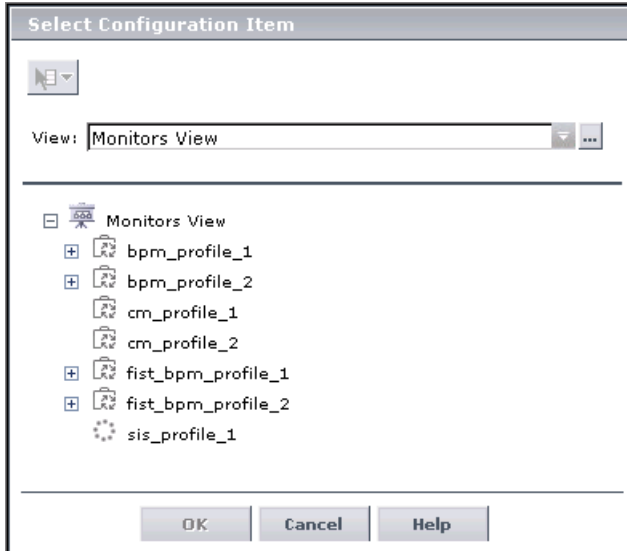 Select Configuration Item
View: Monitors View ...
Monitors View
bpm_profile_1
bpm_profile_2
cm_profile_1
cm_profile_2
fist_bpm_profile_1
fist_bpm_profile_2
sis_profile_1
OK Cancel Help